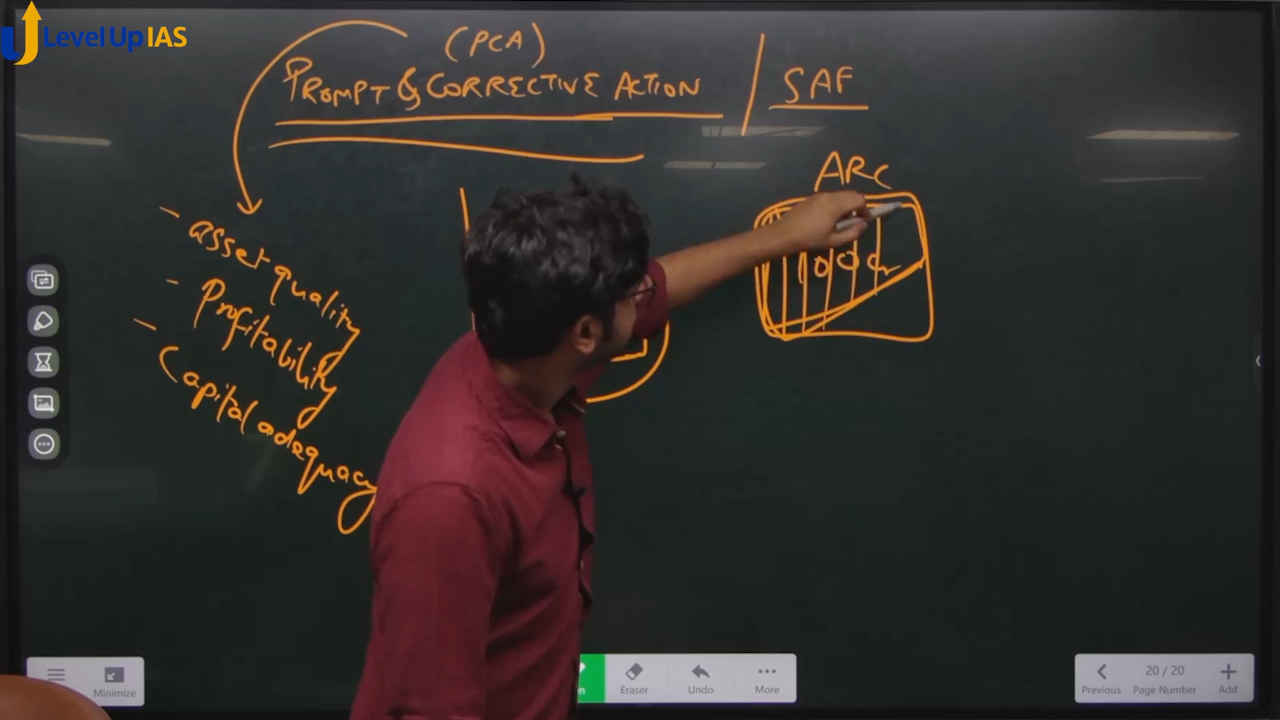 Level Up IAS
(PCA)
PROMPT & CORRECTIVE ACTION / SAF
ARC
100cr
- asset quality
- Profitability
- Capital adequacy
Minimize
Eraser
Undo
More
Previous
20 / 20
Page Number
Add